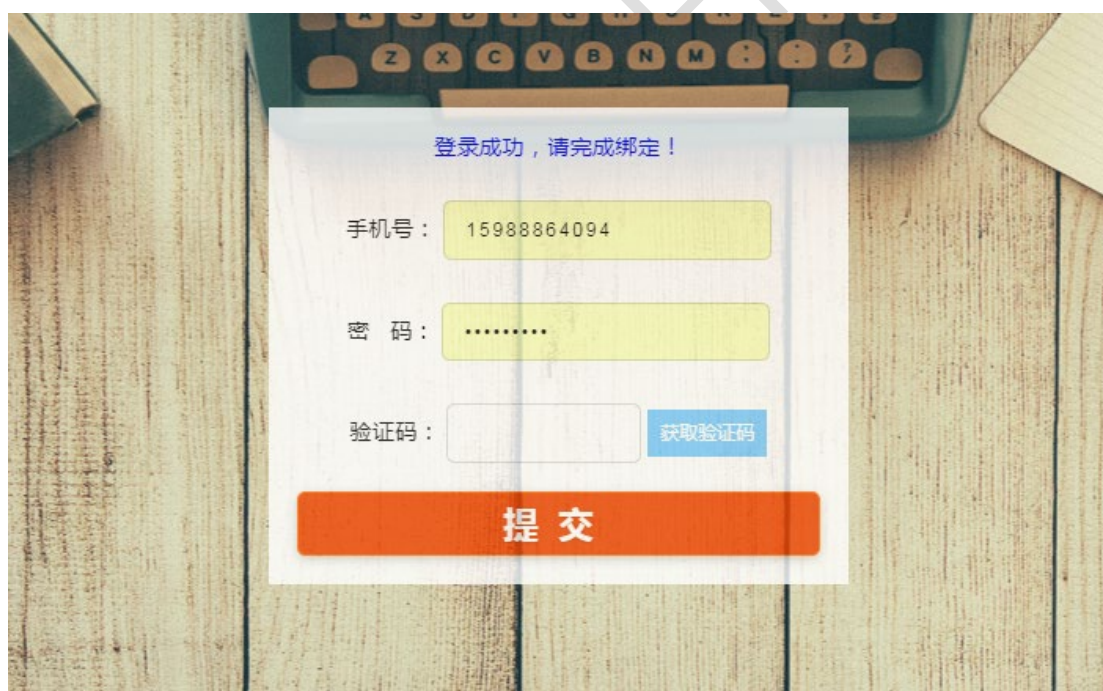 A S D F G H J K L
Z X C V B N M
登录成功，请完成绑定！
手机号： 15988864094
密 码： ·········
验证码： 获取验证码
提 交